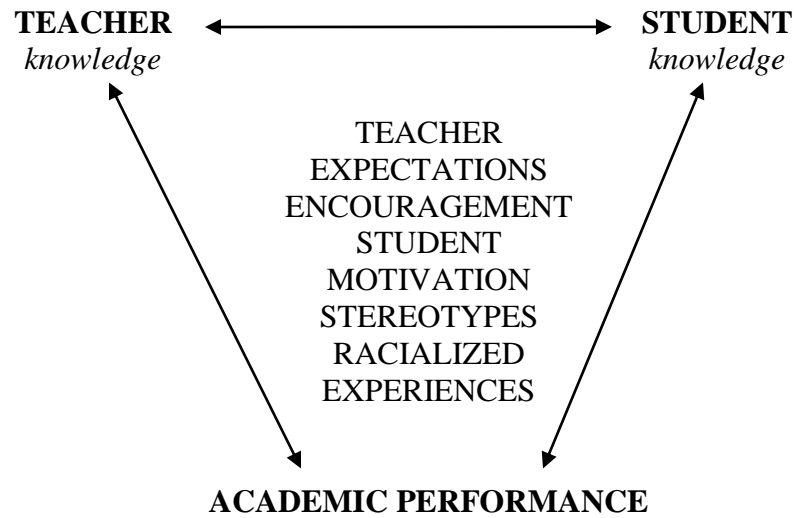 TEACHER STUDENT
knowledge knowledge
TEACHER
EXPECTATIONS
ENCOURAGEMENT
STUDENT
MOTIVATION
STEREOTYPES
RACIALIZED
EXPERIENCES
ACADEMIC PERFORMANCE